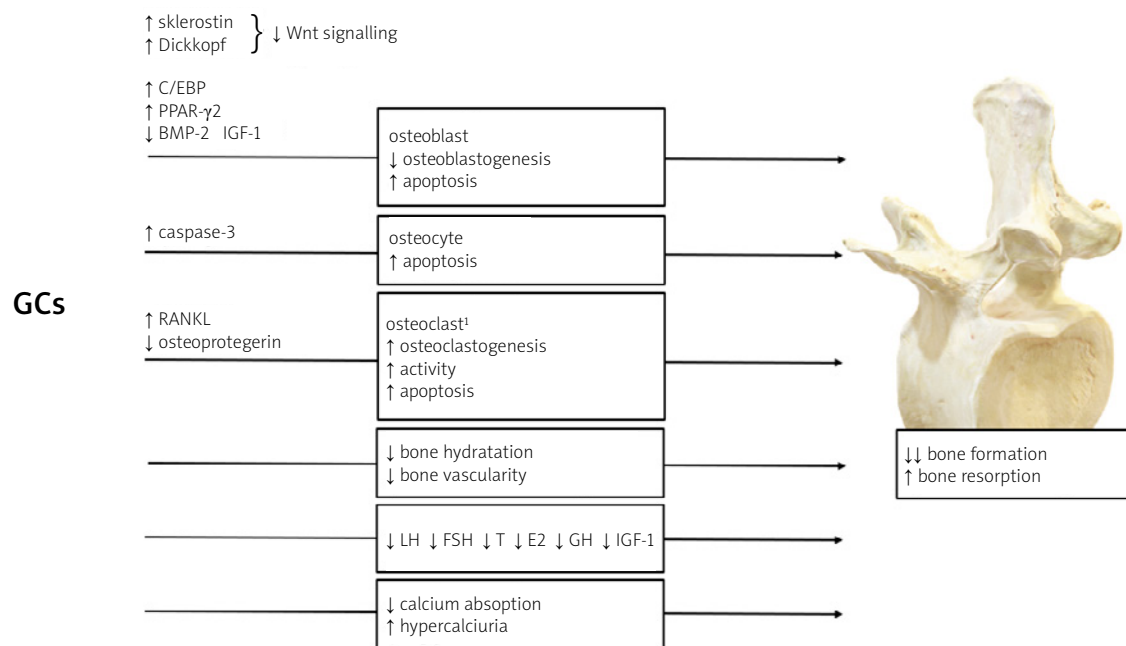 ↑ sklerostin
↑ Dickkopf
} ↓ Wnt signalling
↑ C/EBP
↑ PPAR-γ2
↓ BMP-2 IGF-1
osteoblast
↓ osteoblastogenesis
↑ apoptosis
↑ caspase-3
osteocyte
↑ apoptosis
GCs
↑ RANKL
↓ osteoprotegerin
osteoclast¹
↑ osteoclastogenesis
↑ activity
↑ apoptosis
↓ bone hydratation
↓ bone vascularity
↓↓ bone formation
↑ bone resorption
↓ LH ↓ FSH ↓ T ↓ E2 ↓ GH ↓ IGF-1
↓ calcium absoption
↑ hypercalciuria